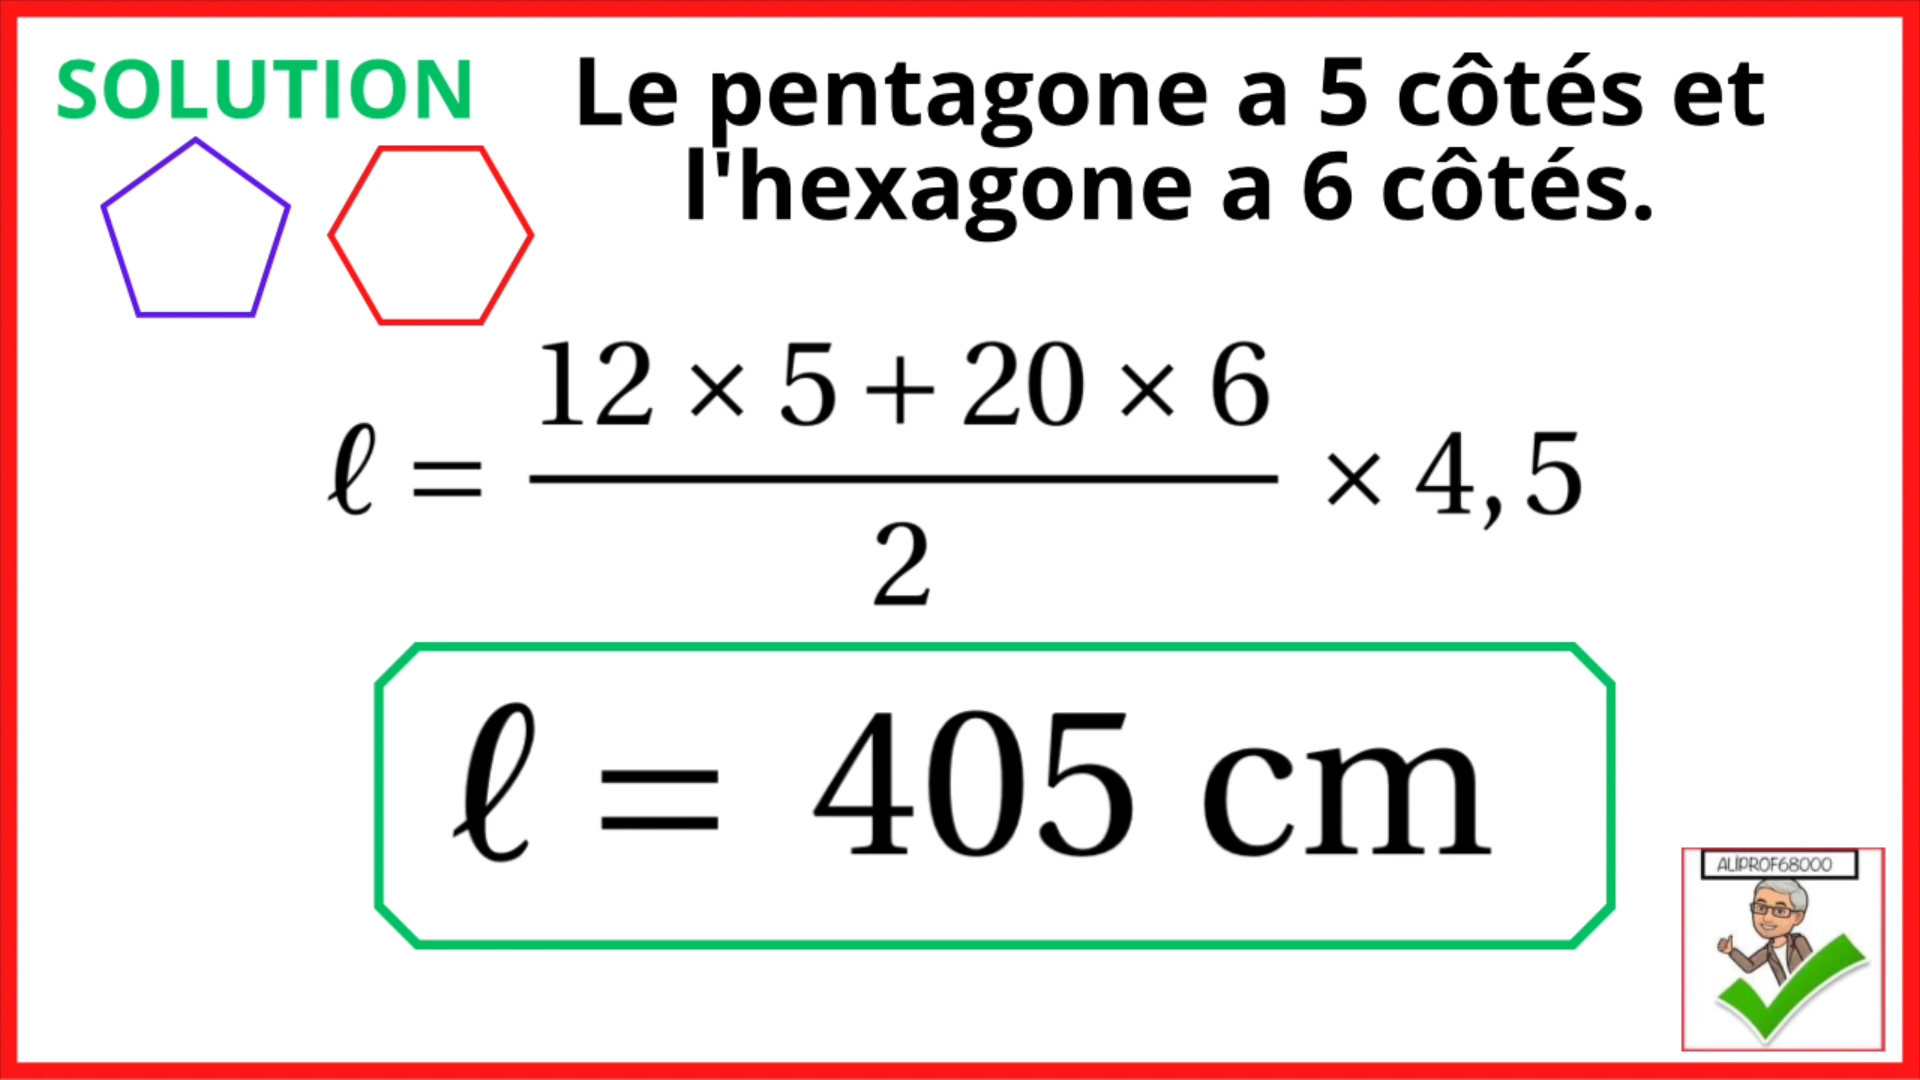 SOLUTION
Le pentagone a 5 côtés et
l'hexagone a 6 côtés.
ℓ = (12 × 5 + 20 × 6) / 2 × 4,5
ℓ = 405 cm
ALIPROF68000